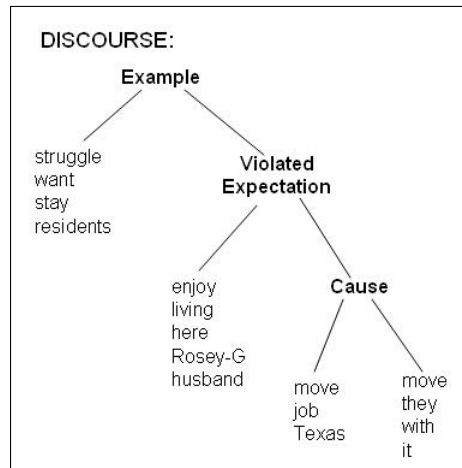 DISCOURSE:
Example
struggle
want
stay
residents
Violated
Expectation
enjoy
living
here
Rosey-G
husband
Cause
move
job
Texas
move
they
with
it